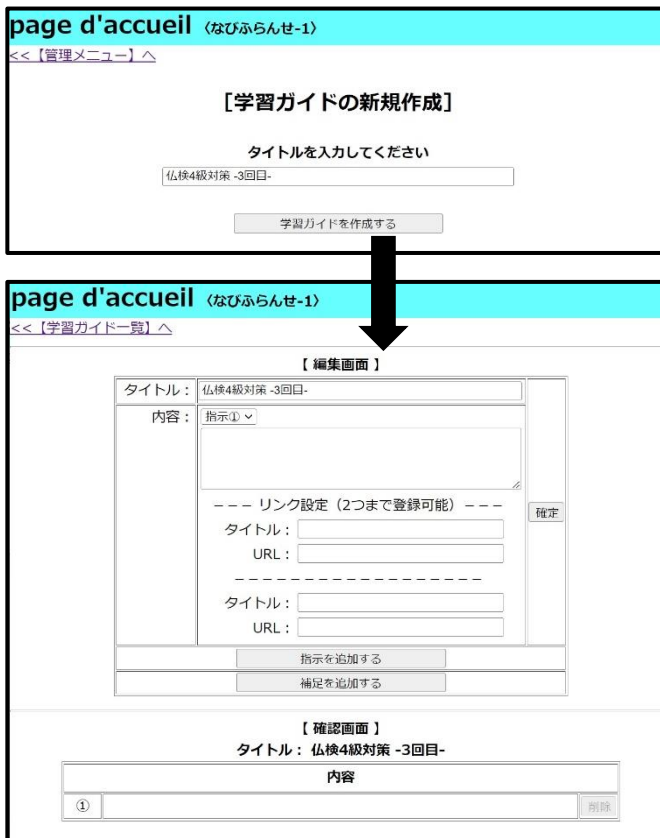 page d'accueil 〈なびふらんせ-1〉
<<【管理メニュー】へ
［学習ガイドの新規作成］
タイトルを入力してください
仏検4級対策 -3回目-
学習ガイドを作成する
page d'accueil 〈なびふらんせ-1〉
<<【学習ガイド一覧】へ
【 編集画面 】
タイトル： 仏検4級対策 -3回目-
内容： 指示①
－－－ リンク設定（2つまで登録可能）－－－
確定
タイトル：
URL：
－－－－－－－－－－－－－－－－－－
タイトル：
URL：
指示を追加する
補足を追加する
【 確認画面 】
タイトル： 仏検4級対策 -3回目-
内容
① 削除